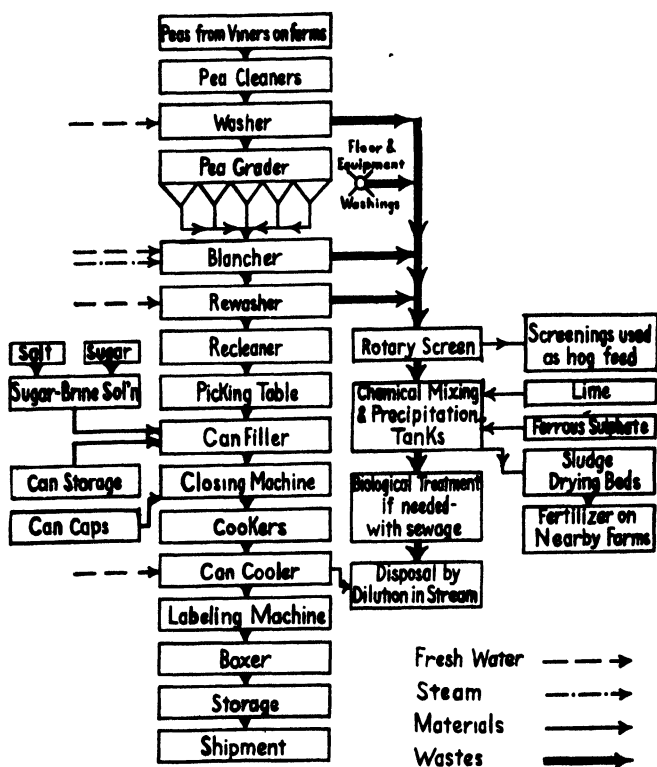 Peas from Viners on farms
Pea Cleaners
Washer
Pea Grader
Floor &
Equipment
Washings
Blancher
Rewasher
Recleaner
Rotary Screen
Screenings used
as hog feed
Salt
Sugar
Sugar-Brine Sol'n
Picking Table
Chemical Mixing
& Precipitation
Tanks
Lime
Ferrous Sulphate
Can Filler
Can Storage
Closing Machine
Biological Treatment
if needed-
with sewage
Sludge
Drying Beds
Can Caps
Cookers
Fertilizer on
Nearby Farms
Can Cooler
Disposal by
Dilution in Stream
Labeling Machine
Boxer
Storage
Shipment
Fresh Water
Steam
Materials
Wastes